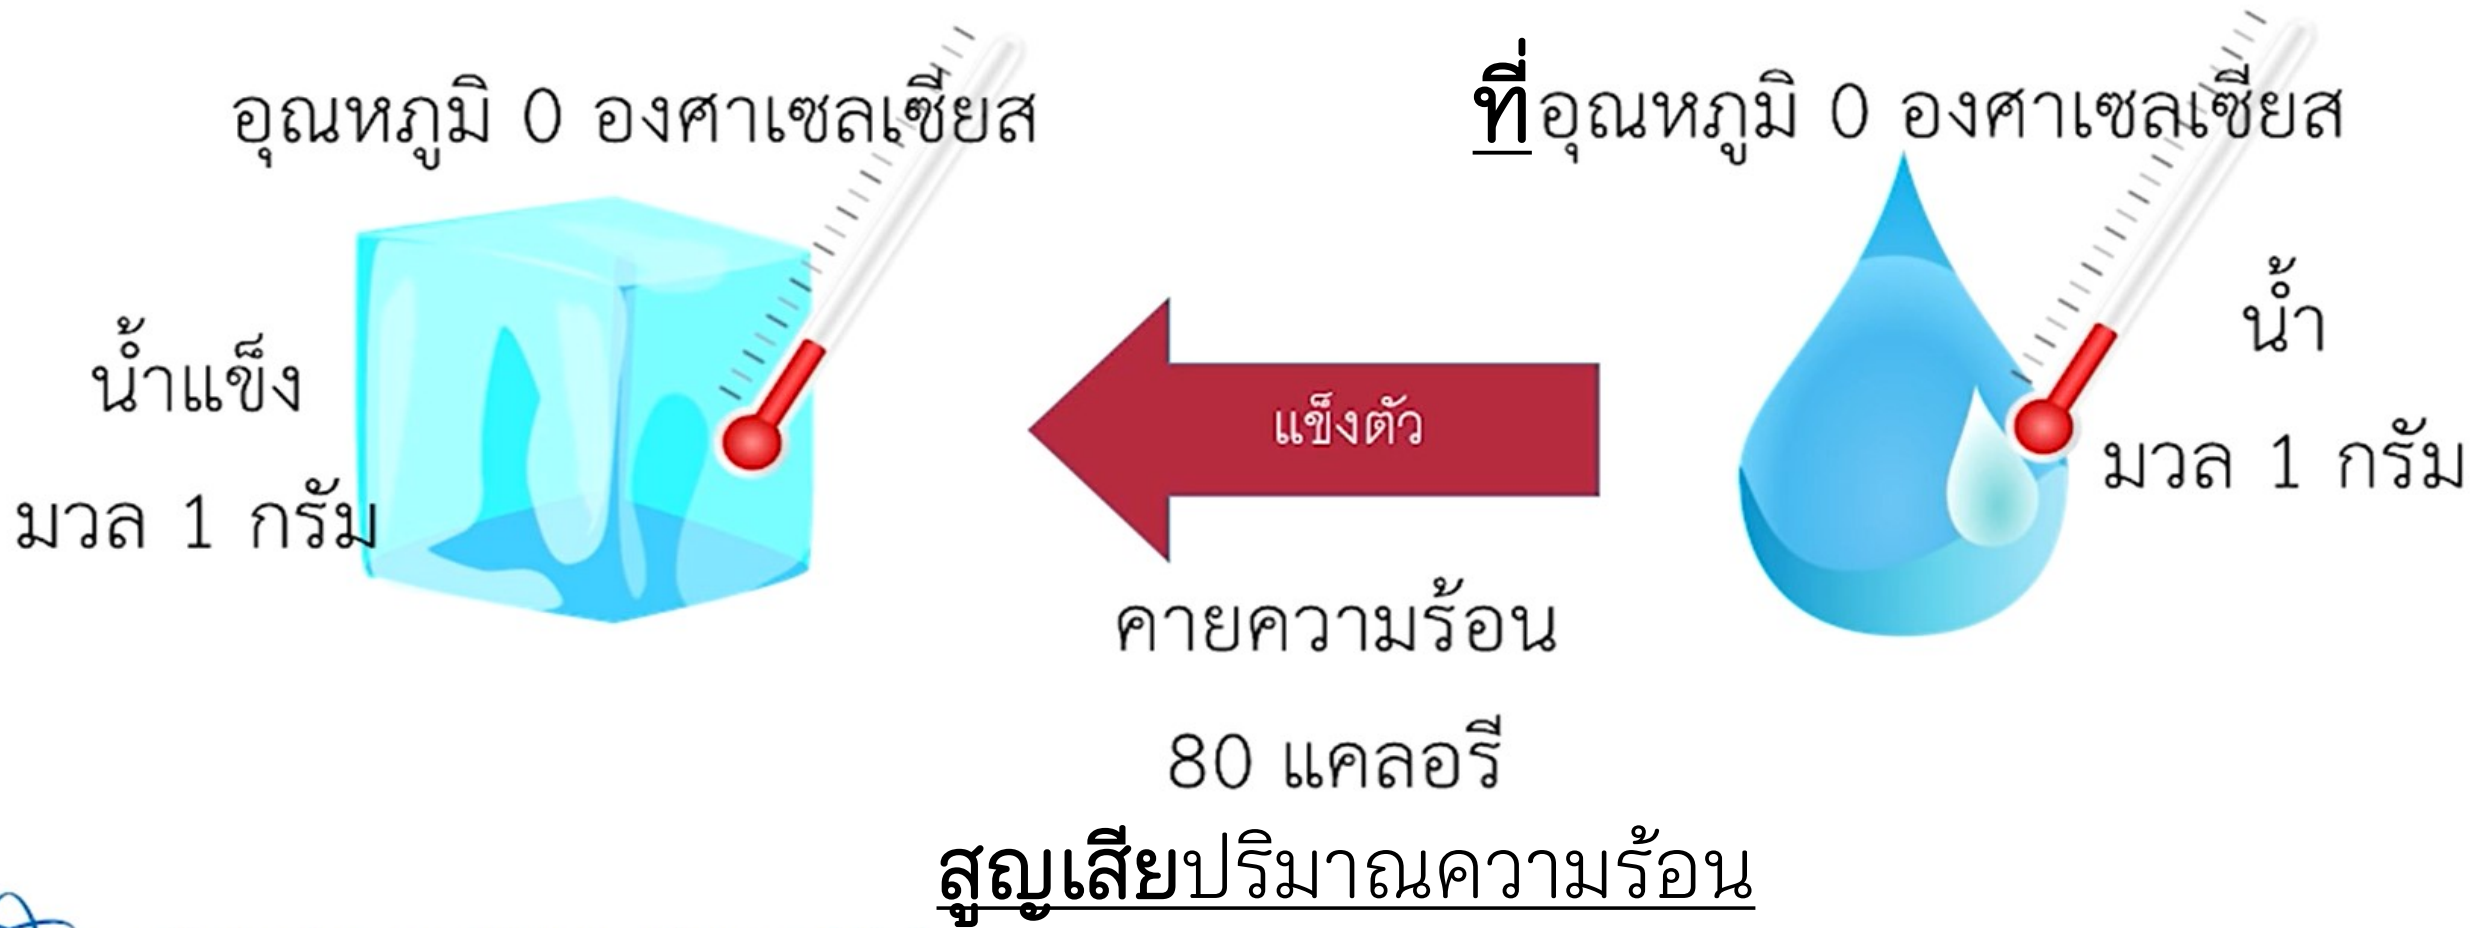 อุณหภูมิ 0 องศาเซลเซียส
ที่อุณหภูมิ 0 องศาเซลเซียส
น้ำแข็ง
มวล 1 กรัม
แข็งตัว
น้ำ
มวล 1 กรัม
คายความร้อน
80 แคลอรี
สูญเสียปริมาณความร้อน